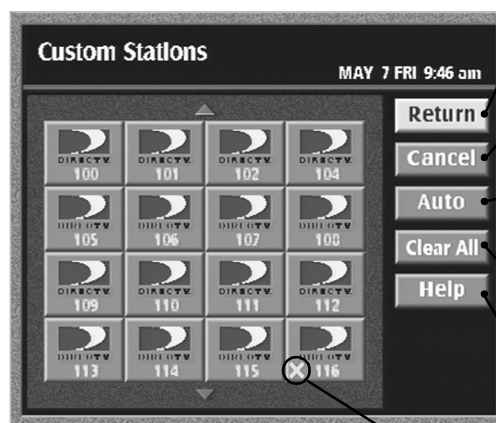 Custom Stations
MAY 7 FRI 9:46 am
DIRECTV DIRECTV DIRECTV DIRECTV
100 101 102 104
DIRECTV DIRECTV DIRECTV DIRECTV
105 106 107 108
DIRECTV DIRECTV DIRECTV DIRECTV
109 110 111 112
DIRECTV DIRECTV DIRECTV DIRECTV
113 114 115 116
Return
Cancel
Auto
Clear All
Help